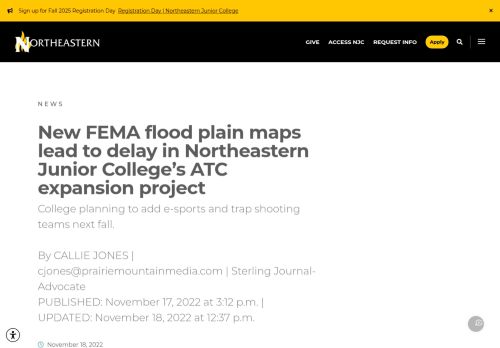 Sign up for Fall 2025 Registration Day Registration Day | Northeastern Junior College ×
NORTHEASTERN
GIVE ACCESS NJC REQUEST INFO Apply
NEWS
New FEMA flood plain maps
lead to delay in Northeastern
Junior College’s ATC
expansion project
College planning to add e-sports and trap shooting
teams next fall.
By CALLIE JONES |
cjones@prairiemountainmedia.com | Sterling Journal-
Advocate
PUBLISHED: November 17, 2022 at 3:12 p.m. |
UPDATED: November 18, 2022 at 12:37 p.m.
November 18, 2022